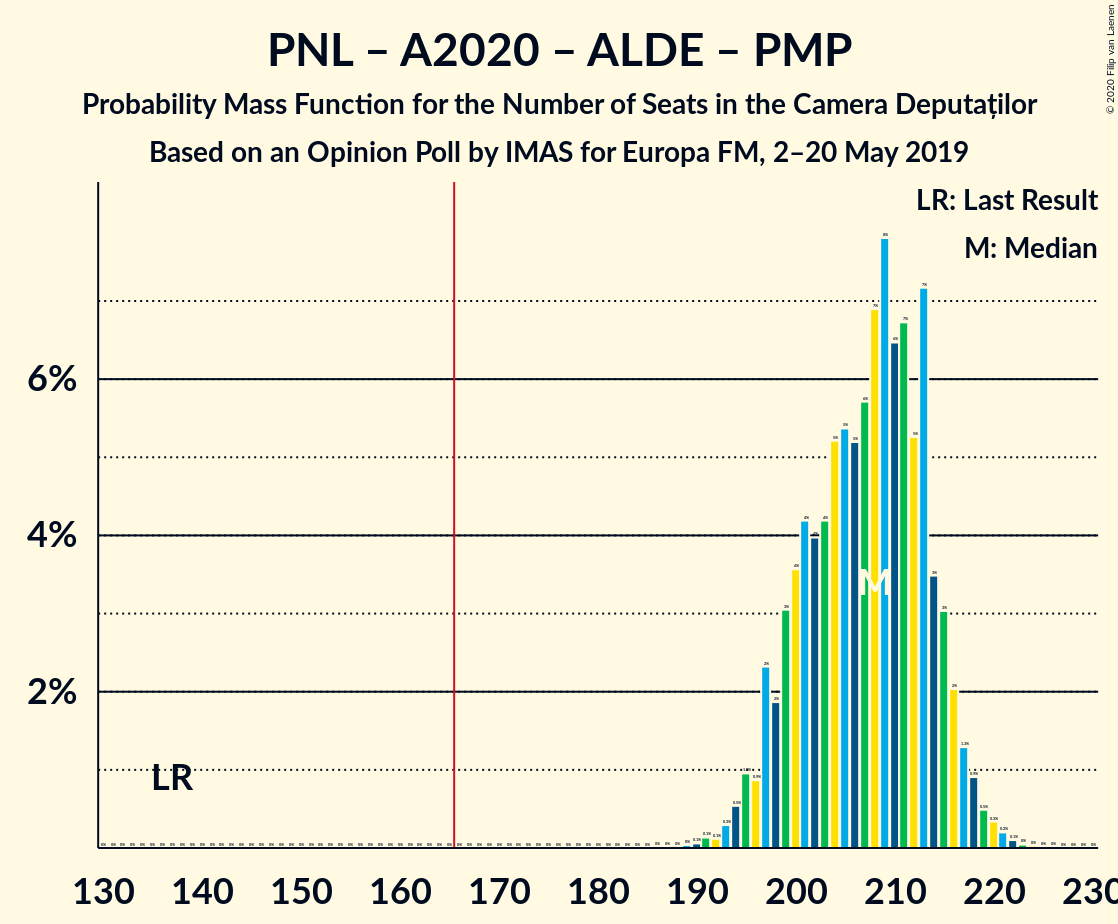 PNL – A2020 – ALDE – PMP
Probability Mass Function for the Number of Seats in the Camera Deputaților
Based on an Opinion Poll by IMAS for Europa FM, 2–20 May 2019
© 2020 Filip van Laenen
LR: Last Result
M: Median
6%
4%
2%
LR
M
130 140 150 160 170 180 190 200 210 220 230